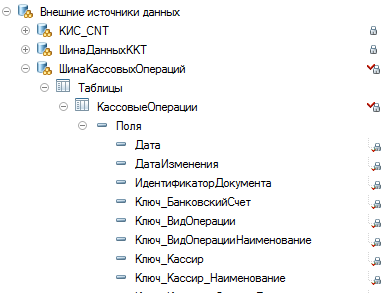 Внешние источники данных
КИС_CNT
ШинаДанныхККТ
ШинаКассовыхОпераций
Таблицы
КассовыеОперации
Поля
Дата
ДатаИзменения
ИдентификаторДокумента
Ключ_БанковскийСчет
Ключ_ВидОперации
Ключ_ВидОперацииНаименование
Ключ_Кассир
Ключ_Кассир_Наименование